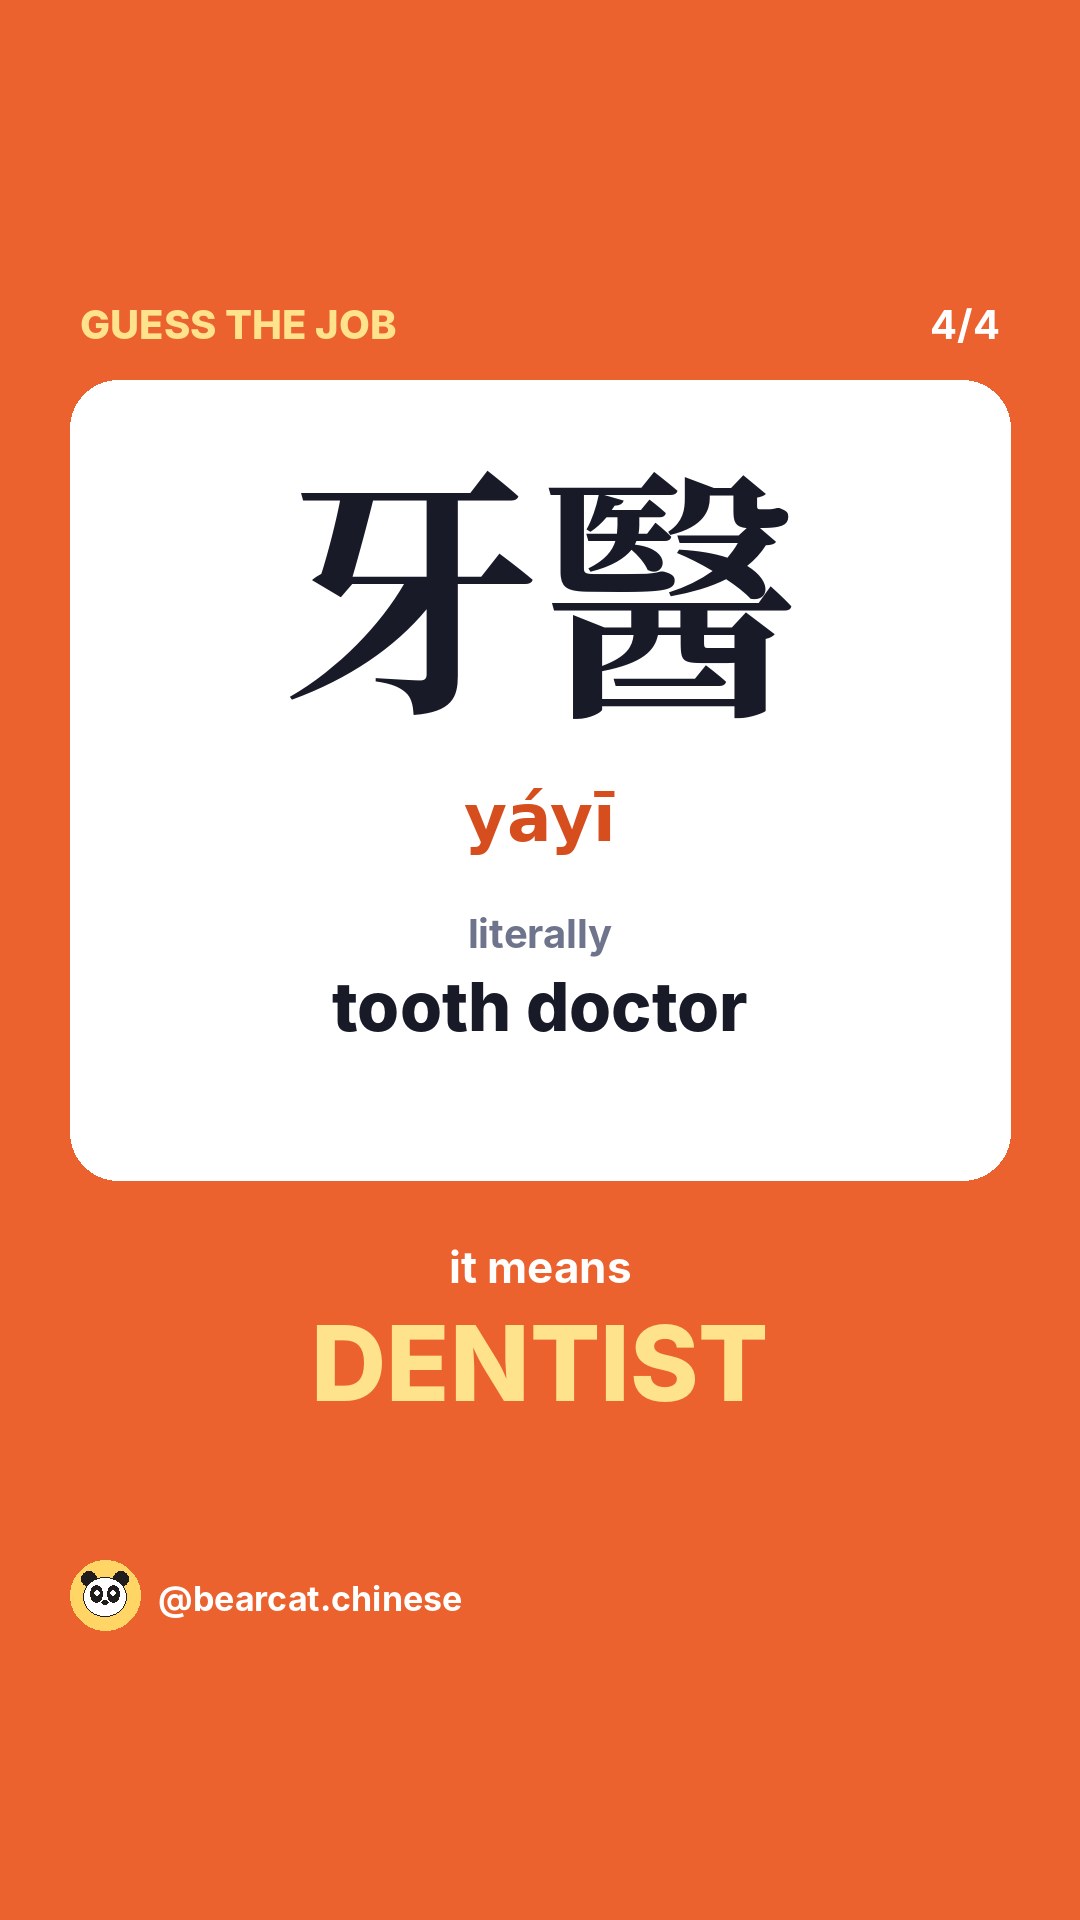 GUESS THE JOB
4/4
牙醫
yáyī
literally
tooth doctor
it means
DENTIST
@bearcat.chinese